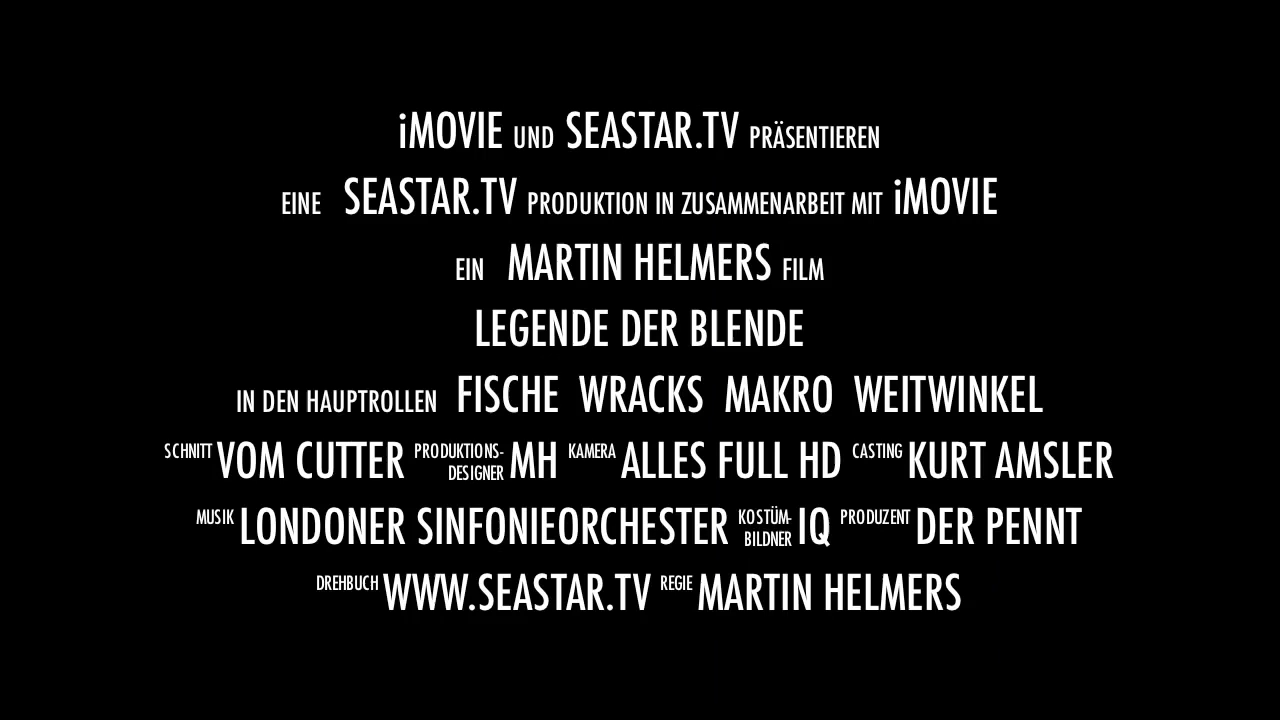 iMOVIE UND SEASTAR.TV PRÄSENTIEREN
EINE SEASTAR.TV PRODUKTION IN ZUSAMMENARBEIT MIT iMOVIE
EIN MARTIN HELMERS FILM
LEGENDE DER BLENDE
IN DEN HAUPTROLLEN FISCHE WRACKS MAKRO WEITWINKEL
SCHNITT VOM CUTTER PRODUKTIONS-DESIGNER MH KAMERA ALLES FULL HD CASTING KURT AMSLER
MUSIK LONDONER SINFONIEORCHESTER KOSTÜM-BILDNER IQ PRODUZENT DER PENNT
DREHBUCH WWW.SEASTAR.TV REGIE MARTIN HELMERS